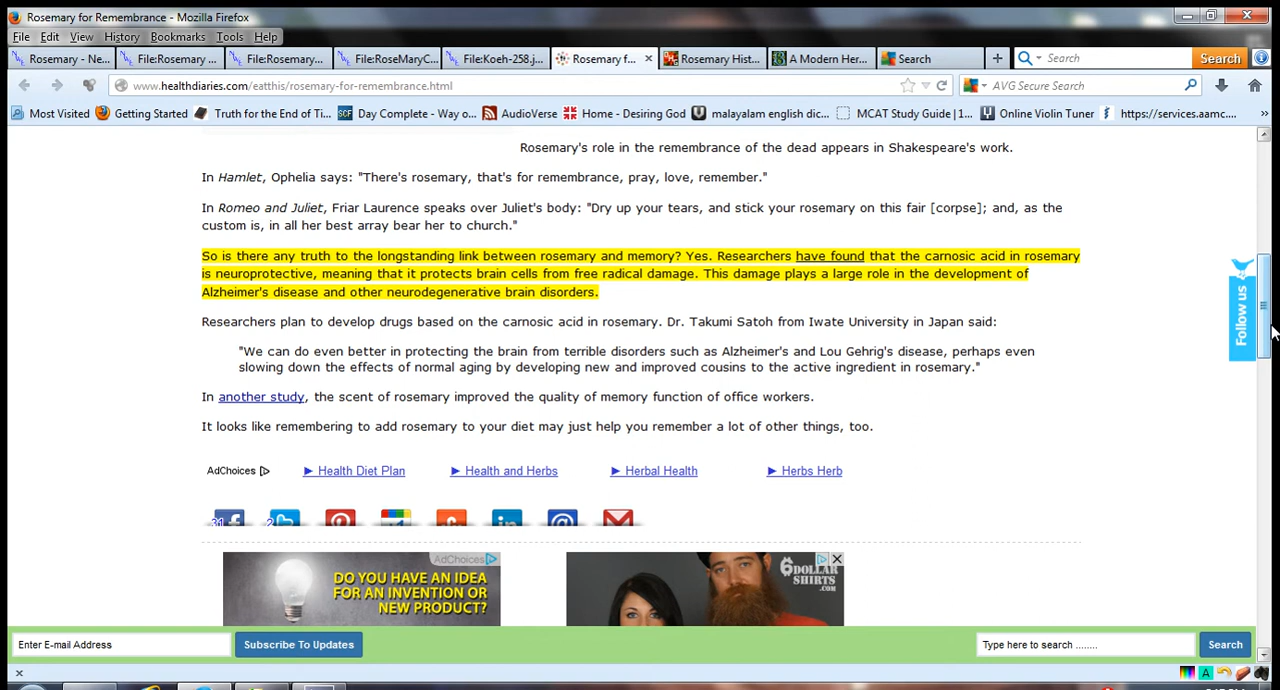 Rosemary for Remembrance - Mozilla Firefox
File Edit View History Bookmarks Tools Help
Rosemary - Ne... File:Rosemary ... File:Rosemary... File:RoseMaryC... File:Koeh-258.j... Rosemary f... Rosemary Hist... A Modern Her... Search Search Search
www.healthdiaries.com/eatthis/rosemary-for-remembrance.html AVG Secure Search
Most Visited Getting Started Truth for the End of Ti... Day Complete - Way o... AudioVerse Home - Desiring God malayalam english dic... MCAT Study Guide | 1... Online Violin Tuner https://services.aamc....
Rosemary's role in the remembrance of the dead appears in Shakespeare's work.
In Hamlet, Ophelia says: "There's rosemary, that's for remembrance, pray, love, remember."
In Romeo and Juliet, Friar Laurence speaks over Juliet's body: "Dry up your tears, and stick your rosemary on this fair [corpse]; and, as the
custom is, in all her best array bear her to church."
So is there any truth to the longstanding link between rosemary and memory? Yes. Researchers have found that the carnosic acid in rosemary
is neuroprotective, meaning that it protects brain cells from free radical damage. This damage plays a large role in the development of
Alzheimer's disease and other neurodegenerative brain disorders.
Researchers plan to develop drugs based on the carnosic acid in rosemary. Dr. Takumi Satoh from Iwate University in Japan said:
"We can do even better in protecting the brain from terrible disorders such as Alzheimer's and Lou Gehrig's disease, perhaps even
slowing down the effects of normal aging by developing new and improved cousins to the active ingredient in rosemary."
In another study, the scent of rosemary improved the quality of memory function of office workers.
It looks like remembering to add rosemary to your diet may just help you remember a lot of other things, too.
AdChoices Health Diet Plan Health and Herbs Herbal Health Herbs Herb
Follow us
31 2
AdChoices
DO YOU HAVE AN IDEA
FOR AN INVENTION OR
NEW PRODUCT?
6 DOLLAR
SHIRTS
.COM
Enter E-mail Address Subscribe To Updates Type here to search ........ Search